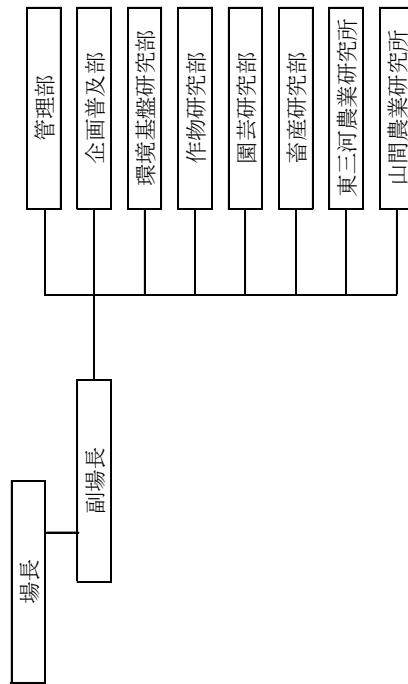 場長
副場長
管理部
企画普及部
環境基盤研究部
作物研究部
園芸研究部
畜産研究部
東三河農業研究所
山間農業研究所